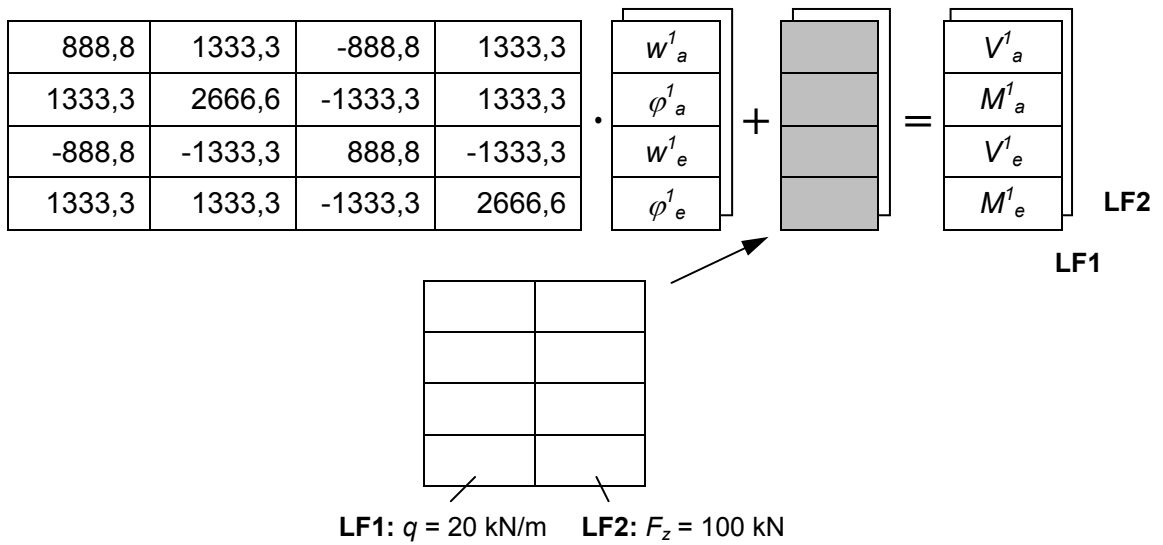 888,8 1333,3 -888,8 1333,3 w¹ₐ V¹ₐ
1333,3 2666,6 -1333,3 1333,3 · φ¹ₐ + = M¹ₐ
-888,8 -1333,3 888,8 -1333,3 w¹ₑ V¹ₑ
1333,3 1333,3 -1333,3 2666,6 φ¹ₑ M¹ₑ LF2
LF1
LF1: q = 20 kN/m LF2: F_z = 100 kN